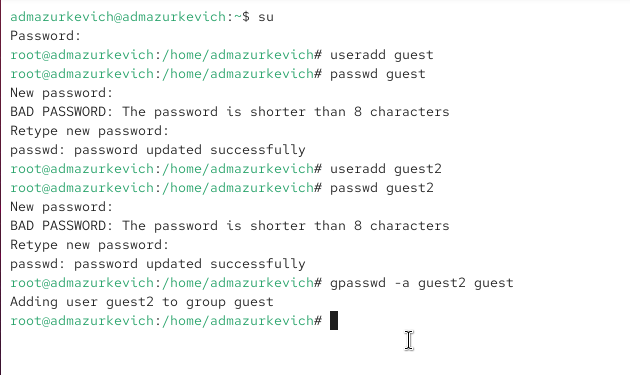 admazurkevich@admazurkevich:~$ su
Password:
root@admazurkevich:/home/admazurkevich# useradd guest
root@admazurkevich:/home/admazurkevich# passwd guest
New password:
BAD PASSWORD: The password is shorter than 8 characters
Retype new password:
passwd: password updated successfully
root@admazurkevich:/home/admazurkevich# useradd guest2
root@admazurkevich:/home/admazurkevich# passwd guest2
New password:
BAD PASSWORD: The password is shorter than 8 characters
Retype new password:
passwd: password updated successfully
root@admazurkevich:/home/admazurkevich# gpasswd -a guest2 guest
Adding user guest2 to group guest
root@admazurkevich:/home/admazurkevich#